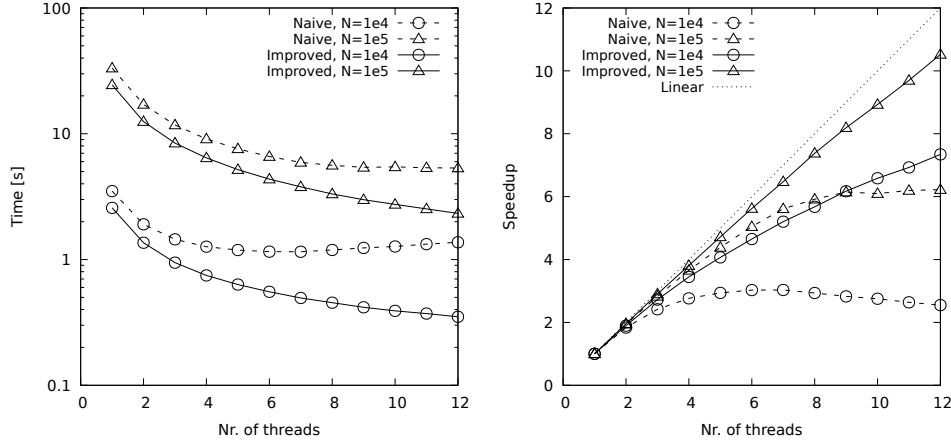 Time [s]
100
10
1
0.1
0 2 4 6 8 10 12
Nr. of threads
Naive, N=1e4
Naive, N=1e5
Improved, N=1e4
Improved, N=1e5
Speedup
12
10
8
6
4
2
0
0 2 4 6 8 10 12
Nr. of threads
Naive, N=1e4
Naive, N=1e5
Improved, N=1e4
Improved, N=1e5
Linear